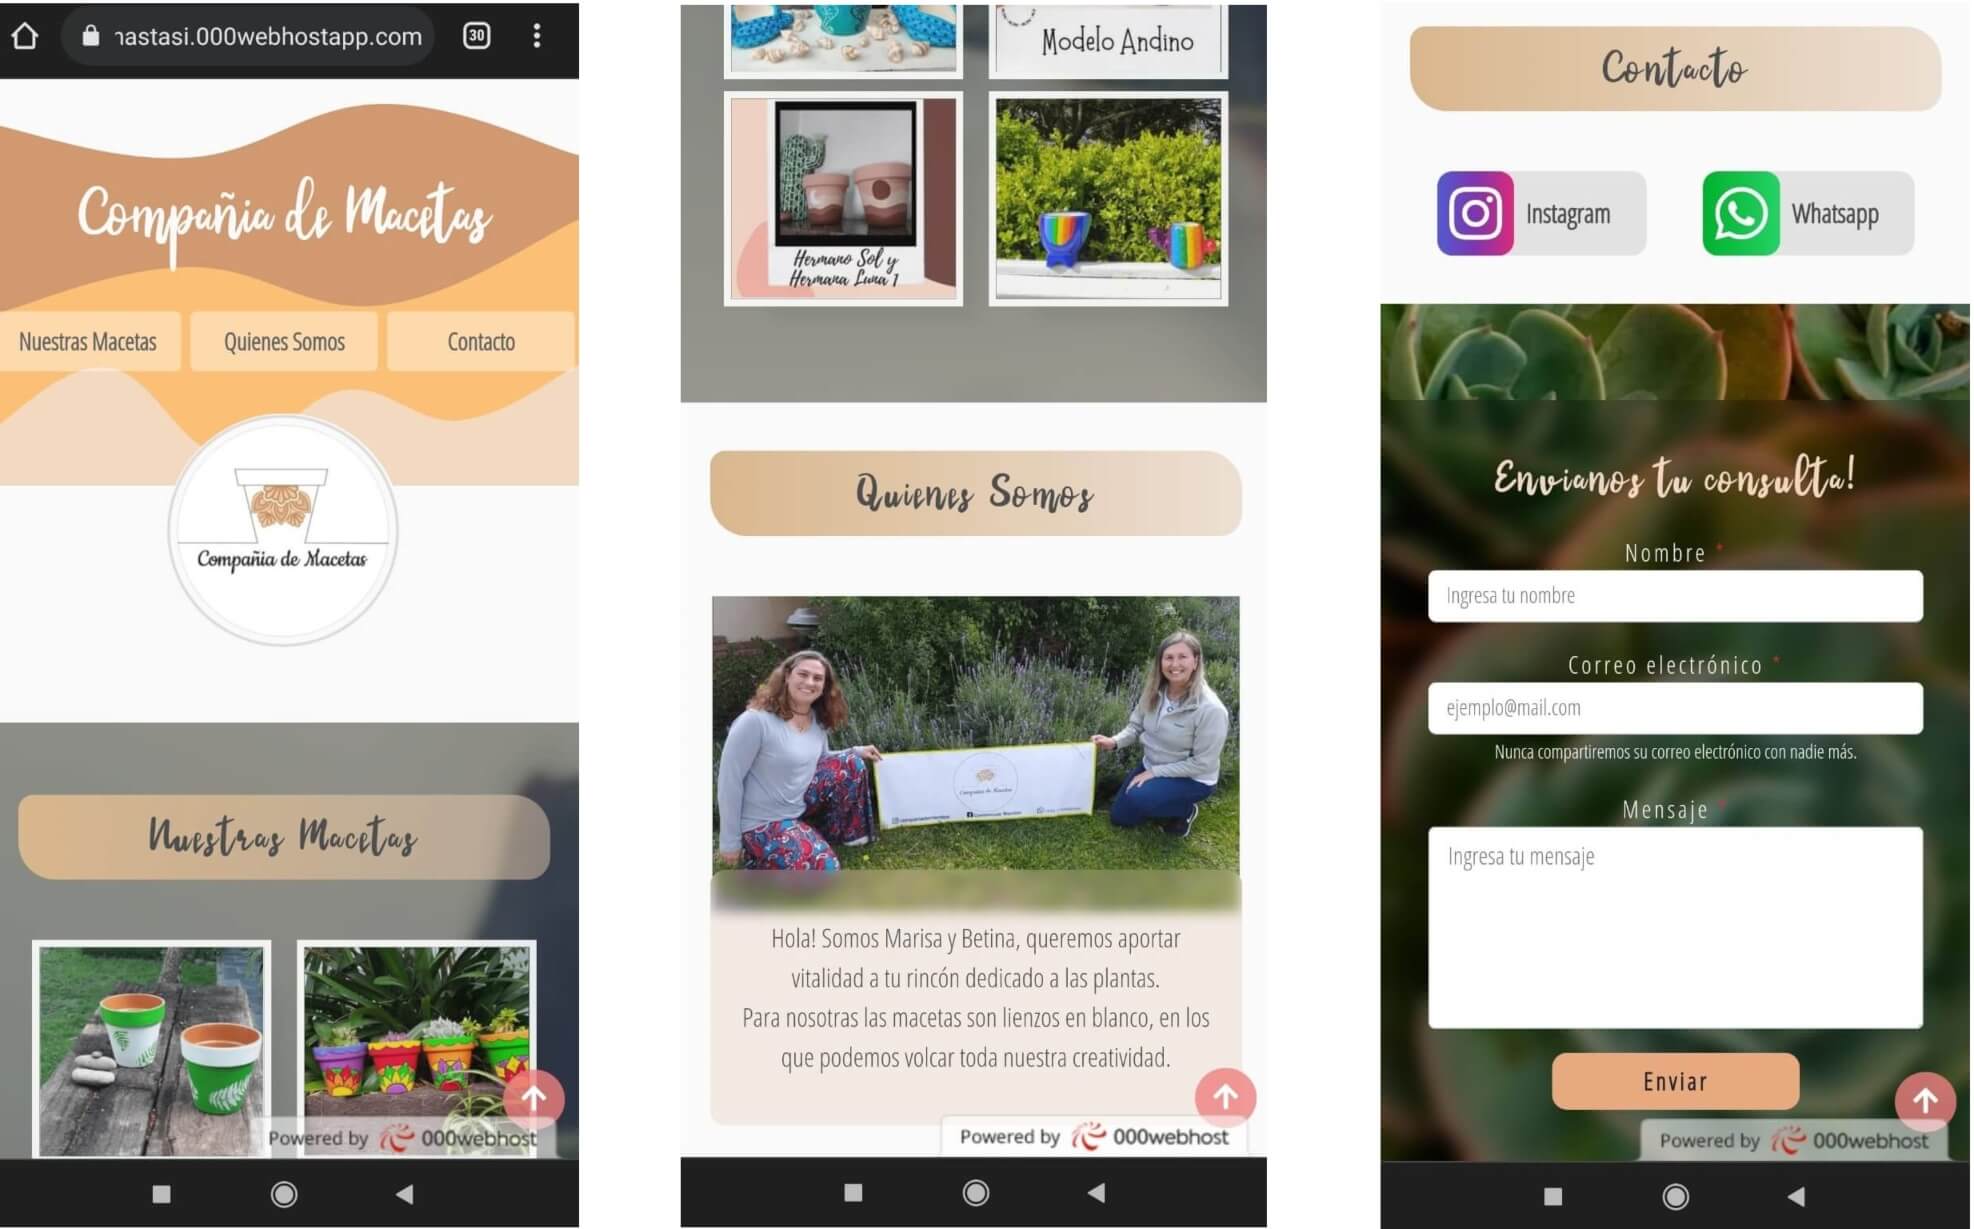 nastasi.000webhostapp.com
30
Compañia de Macetas
Nuestras Macetas
Quienes Somos
Contacto
Compañia de Macetas
Nuestras Macetas
Powered by 000webhost
Modelo Andino
Hermano Sol y
Hermana Luna 1
Quienes Somos
Compañia de Macetas
Hola! Somos Marisa y Betina, queremos aportar
vitalidad a tu rincón dedicado a las plantas.
Para nosotras las macetas son lienzos en blanco, en los
que podemos volcar toda nuestra creatividad.
Powered by 000webhost
Contacto
Instagram
Whatsapp
Envianos tu consulta!
Nombre *
Ingresa tu nombre
Correo electrónico *
ejemplo@mail.com
Nunca compartiremos su correo electrónico con nadie más.
Mensaje *
Ingresa tu mensaje
Enviar
Powered by 000webhost